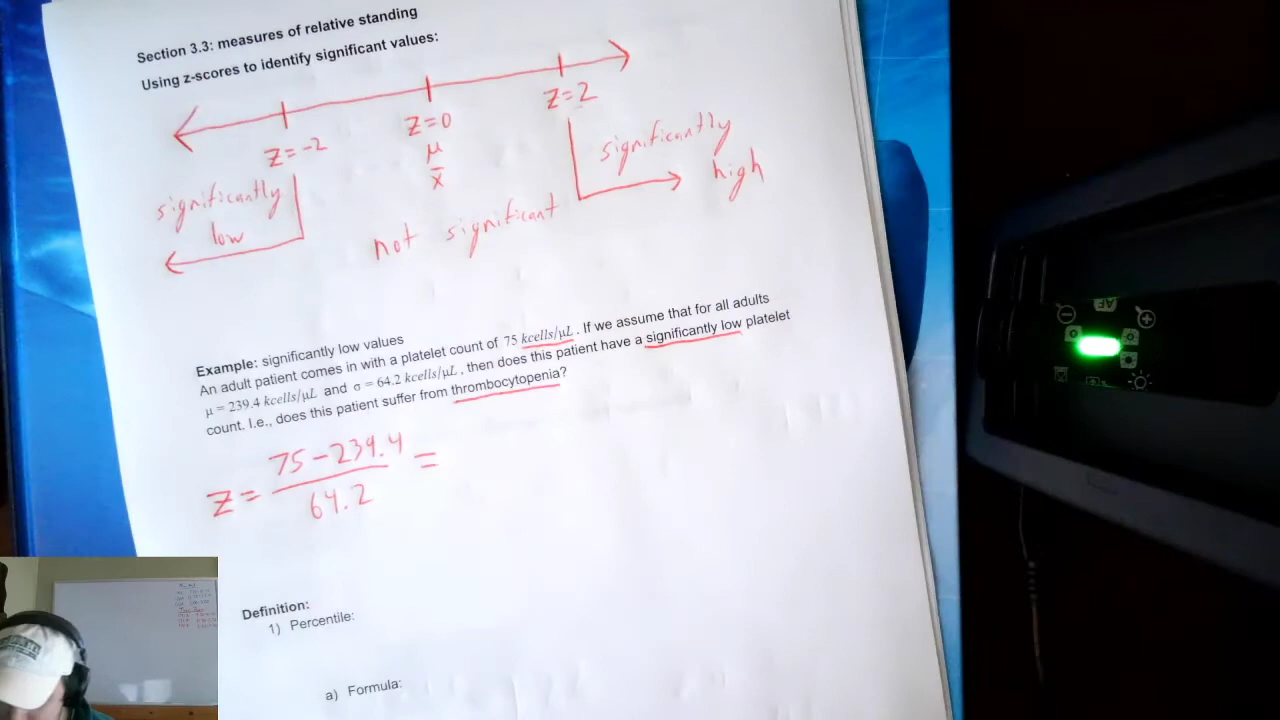 Section 3.3: measures of relative standing
Using z-scores to identify significant values:
z=-2
z=0
z=2
μ
x̄
significantly
low
not significant
significantly
high
Example: significantly low values
An adult patient comes in with a platelet count of 75 kcells/μL. If we assume that for all adults
μ = 239.4 kcells/μL and σ = 64.2 kcells/μL, then does this patient have a significantly low platelet
count. I.e., does this patient suffer from thrombocytopenia?
z = 75-239.4 =
64.2
Definition:
1) Percentile:
a) Formula:
AF